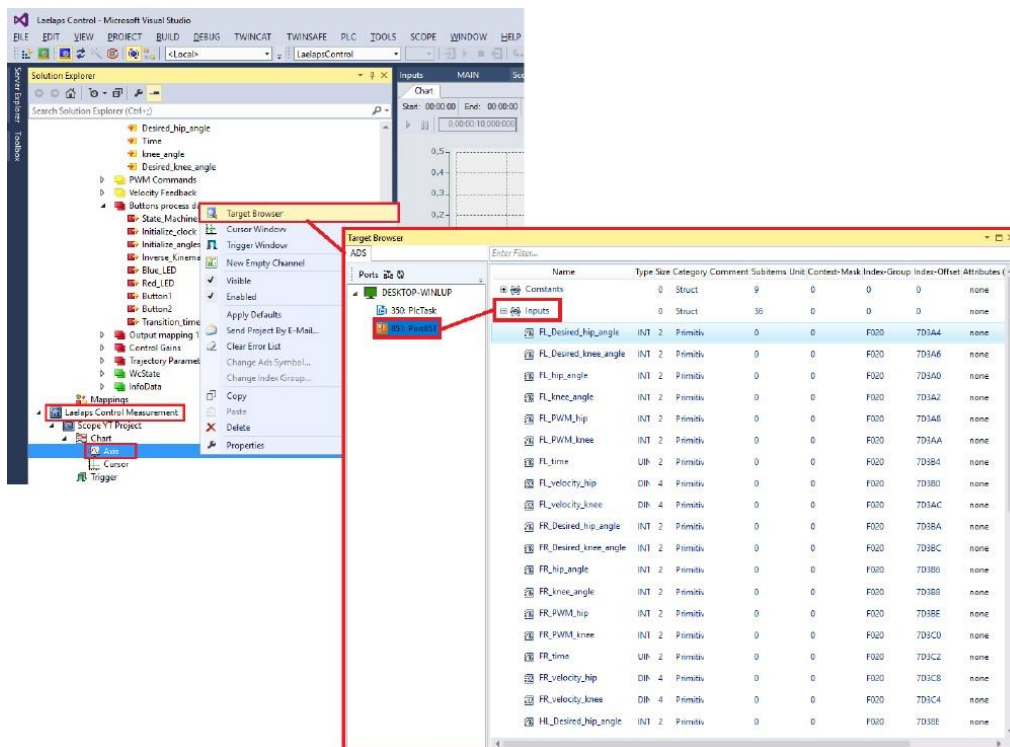 Laelaps Control - Microsoft Visual Studio
FILE EDIT VIEW PROJECT BUILD DEBUG TWINCAT TWINSAFE PLC TOOLS SCOPE WINDOW HELP
<Local> LaelapsControl
Server Explorer
Toolbox
Solution Explorer
Search Solution Explorer (Ctrl+;)
Desired_hip_angle
Time
knee_angle
Desired_knee_angle
PWM Commands
Velocity Feedback
Buttons process da
State_Machine
Initialize_clock
Initialize_angles
Inverse_Kinema
Blue_LED
Red_LED
Button1
Button2
Transition_time
Output mapping 1
Control Gains
Trajectory Paramet
WcState
InfoData
Mappings
Laelaps Control Measurement
Scope YT Project
Chart
Axis
Cursor
Trigger
Target Browser
Cursor Window
Trigger Window
New Empty Channel
Visible
Enabled
Apply Defaults
Send Project By E-Mail...
Clear Error List
Change Ads Symbol...
Change Index Group...
Copy
Paste
Delete
Properties
Inputs MAIN Sco
Chart
Start: 00:00:00 End: 00:00:00
0,00:00:10,000:000
0,5
0,4
0,3
0,2
Target Browser
ADS
Enter Filter...
Ports
DESKTOP-WINLUP
350: PlcTask
851: Port851
Name Type Size Category Comment Subitems Unit Context-Mask Index-Group Index-Offset Attributes (
Constants 0 Struct 9 0 0 0 none
Inputs 0 Struct 36 0 0 0 none
FL_Desired_hip_angle INT 2 Primitiv 0 0 F020 7D3A4 none
FL_Desired_knee_angle INT 2 Primitiv 0 0 F020 7D3A6 none
FL_hip_angle INT 2 Primitiv 0 0 F020 7D3A0 none
FL_knee_angle INT 2 Primitiv 0 0 F020 7D3A2 none
FL_PWM_hip INT 2 Primitiv 0 0 F020 7D3A8 none
FL_PWM_knee INT 2 Primitiv 0 0 F020 7D3AA none
FL_time UIN 2 Primitiv 0 0 F020 7D3B4 none
FL_velocity_hip DIN 4 Primitiv 0 0 F020 7D3B0 none
FL_velocity_knee DIN 4 Primitiv 0 0 F020 7D3AC none
FR_Desired_hip_angle INT 2 Primitiv 0 0 F020 7D3BA none
FR_Desired_knee_angle INT 2 Primitiv 0 0 F020 7D3BC none
FR_hip_angle INT 2 Primitiv 0 0 F020 7D3B6 none
FR_knee_angle INT 2 Primitiv 0 0 F020 7D3B8 none
FR_PWM_hip INT 2 Primitiv 0 0 F020 7D3BE none
FR_PWM_knee INT 2 Primitiv 0 0 F020 7D3C0 none
FR_time UIN 2 Primitiv 0 0 F020 7D3C2 none
FR_velocity_hip DIN 4 Primitiv 0 0 F020 7D3C8 none
FR_velocity_knee DIN 4 Primitiv 0 0 F020 7D3C4 none
HL_Desired_hip_angle INT 2 Primitiv 0 0 F020 7D38E none